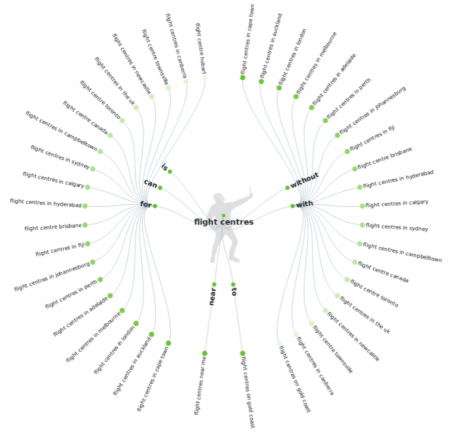 flight centre hobart
flight centres in canberra
flight centre townsville
flight centres in newcastle
flight centres in the uk
flight centre toronto
flight centre canada
flight centres in campbelltown
flight centres in sydney
flight centres in calgary
flight centres in hyderabad
flight centre brisbane
flight centres in fiji
flight centres in johannesburg
flight centres in perth
flight centres in adelaide
flight centres in melbourne
flight centres in london
flight centres in auckland
flight centres in cape town
is
can
for
flight centres
near
to
flight centres near me
flight centres on gold coast
without
with
flight centres in cape town
flight centres in auckland
flight centres in london
flight centres in melbourne
flight centres in adelaide
flight centres in perth
flight centres in johannesburg
flight centres in fiji
flight centre brisbane
flight centres in hyderabad
flight centres in calgary
flight centres in sydney
flight centres in campbelltown
flight centre canada
flight centre toronto
flight centres in the uk
flight centres in newcastle
flight centre townsville
flight centres in canberra
flight centres on gold coast